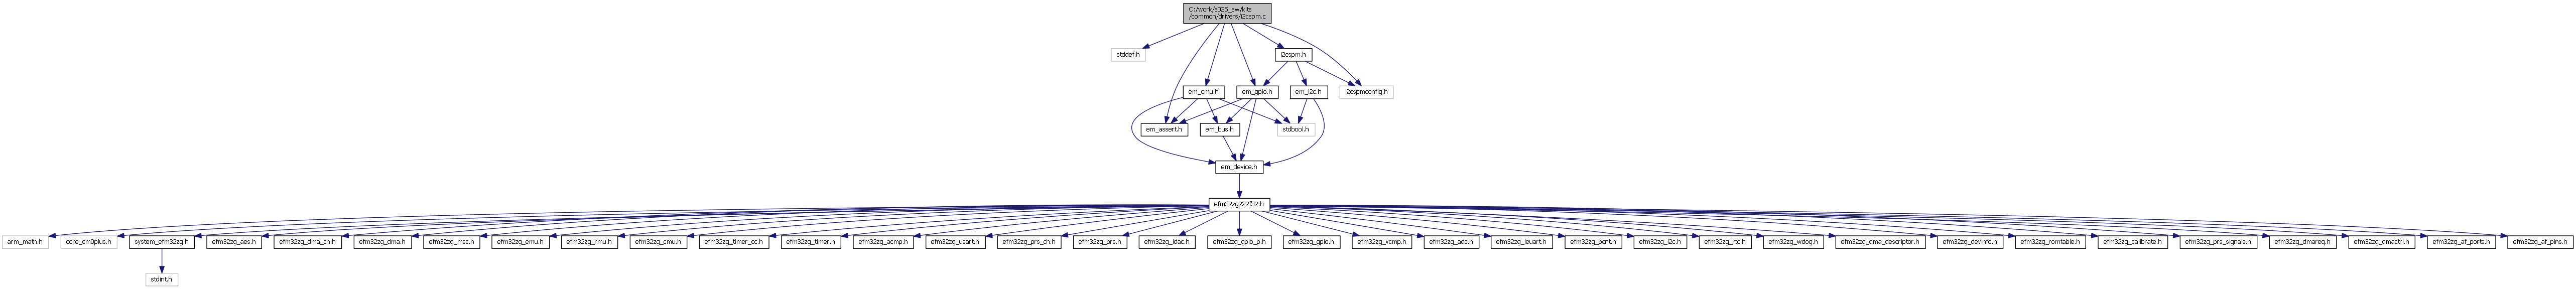 C:/work/s025_sw/kits
/common/drivers/i2cspm.c
stddef.h
i2cspm.h
em_cmu.h
em_gpio.h
em_i2c.h
i2cspmconfig.h
em_assert.h
em_bus.h
stdbool.h
em_device.h
efm32zg222f32.h
arm_math.h
core_cm0plus.h
system_efm32zg.h
efm32zg_aes.h
efm32zg_dma_ch.h
efm32zg_dma.h
efm32zg_msc.h
efm32zg_emu.h
efm32zg_rmu.h
efm32zg_cmu.h
efm32zg_timer_cc.h
efm32zg_timer.h
efm32zg_acmp.h
efm32zg_usart.h
efm32zg_prs_ch.h
efm32zg_prs.h
efm32zg_idac.h
efm32zg_gpio_p.h
efm32zg_gpio.h
efm32zg_vcmp.h
efm32zg_adc.h
efm32zg_leuart.h
efm32zg_pcnt.h
efm32zg_i2c.h
efm32zg_rtc.h
efm32zg_wdog.h
efm32zg_dma_descriptor.h
efm32zg_devinfo.h
efm32zg_romtable.h
efm32zg_calibrate.h
efm32zg_prs_signals.h
efm32zg_dmareq.h
efm32zg_dmactrl.h
efm32zg_af_ports.h
efm32zg_af_pins.h
stdint.h